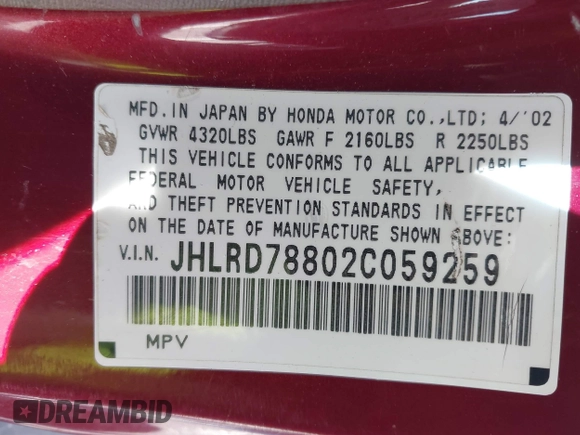 MFD.IN JAPAN BY HONDA MOTOR CO.,LTD; 4/'02
GVWR 4320LBS GAWR F 2160LBS R 2250LBS
THIS VEHICLE CONFORMS TO ALL APPLICABLE
FEDERAL MOTOR VEHICLE SAFETY,
AND THEFT PREVENTION STANDARDS IN EFFECT
ON THE DATE OF MANUFACTURE SHOWN ABOVE:
V.I.N. JHLRD78802C059259
MPV
DREAMBID